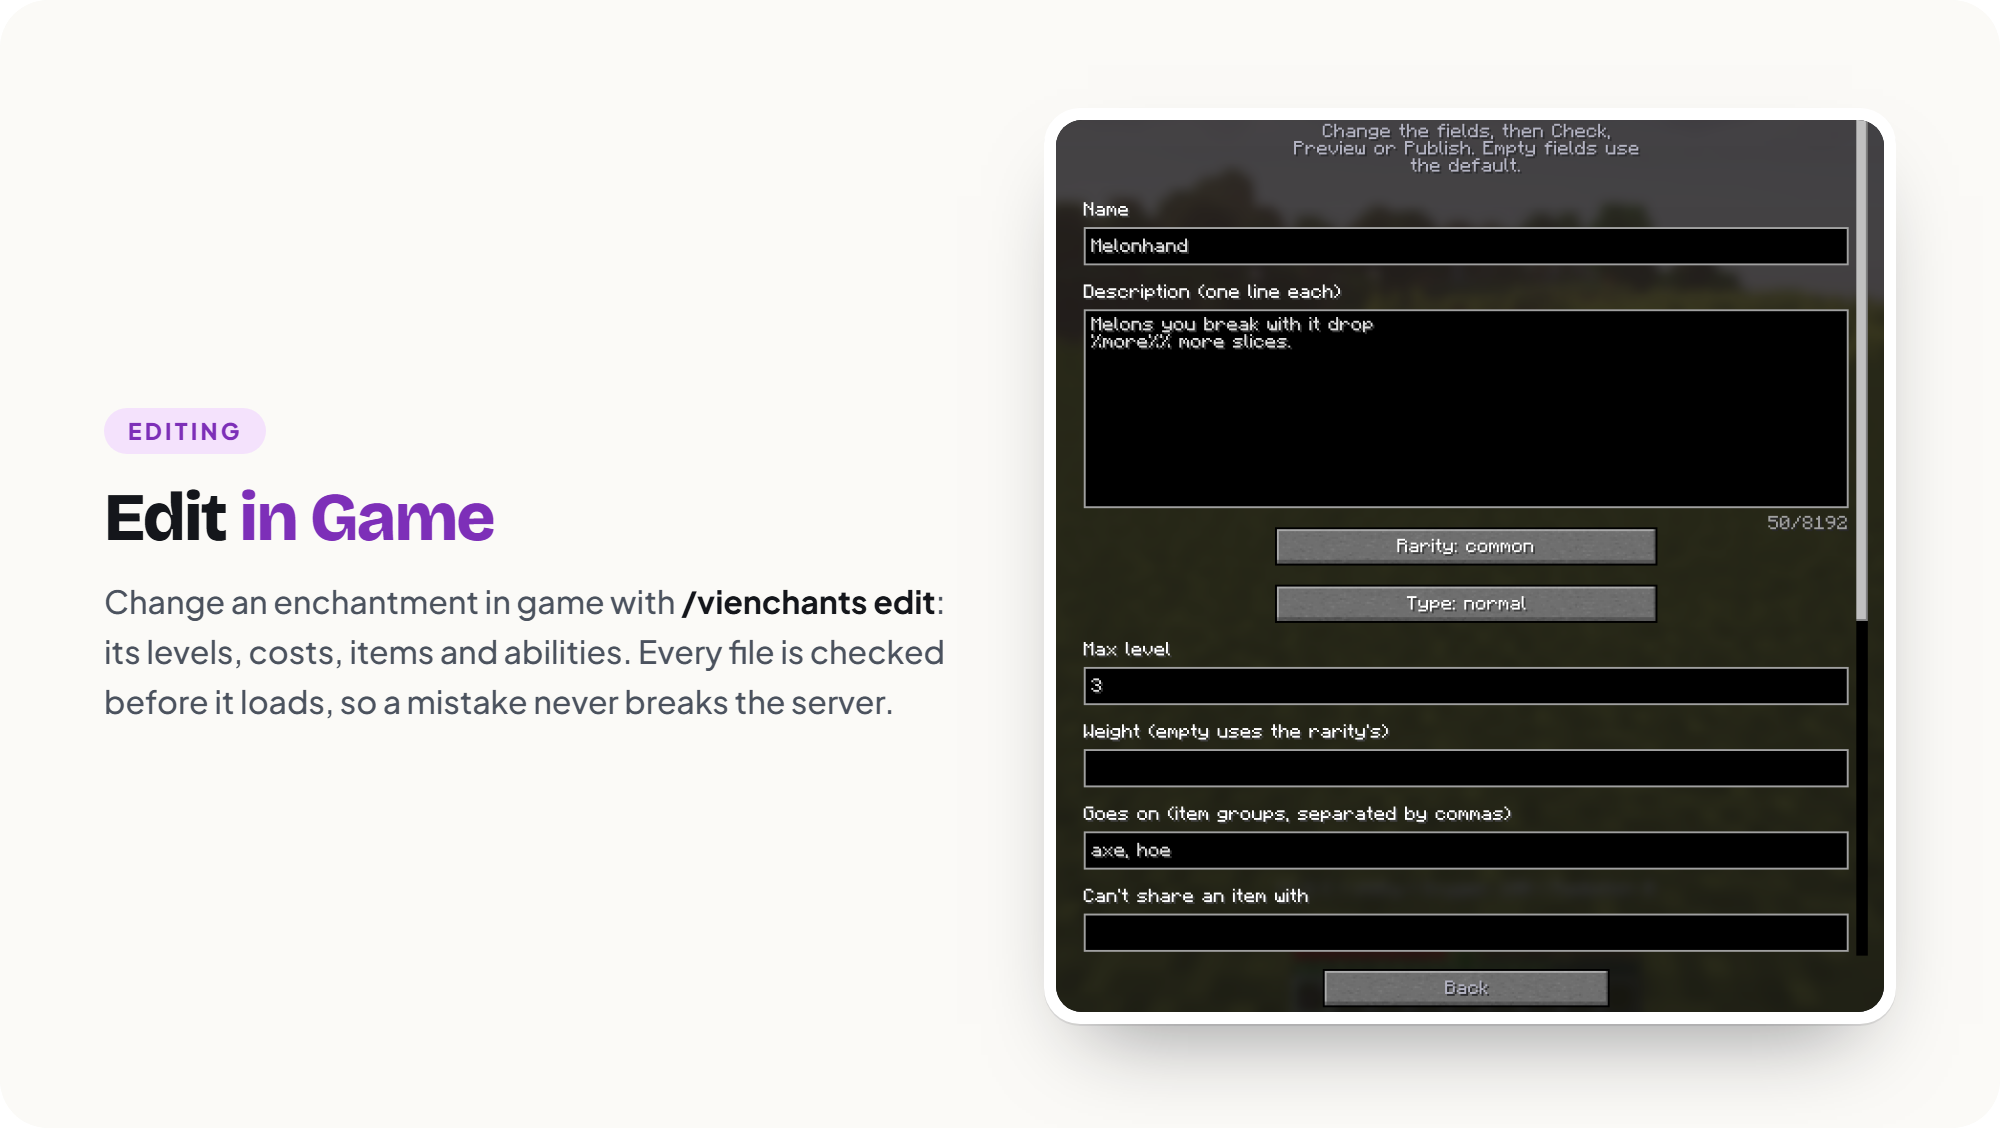 EDITING
Edit in Game
Change an enchantment in game with /vienchants edit:
its levels, costs, items and abilities. Every file is checked
before it loads, so a mistake never breaks the server.
Change the fields, then Check,
Preview or Publish. Empty fields use
the default.
Name
Melonhand
Description (one line each)
Melons you break with it drop
%more%% more slices.
50/8192
Rarity: common
Type: normal
Max level
3
Weight (empty uses the rarity's)
Goes on (item groups, separated by commas)
axe, hoe
Can't share an item with
Back